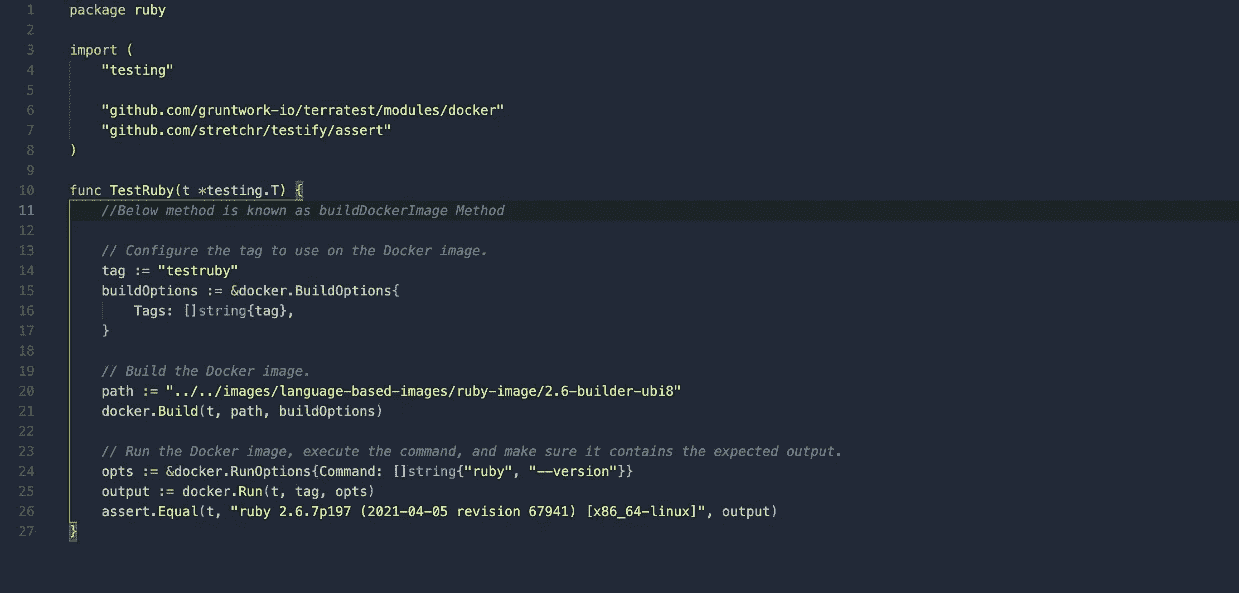 1 package ruby
2
3 import (
4 "testing"
5
6 "github.com/gruntwork-io/terratest/modules/docker"
7 "github.com/stretchr/testify/assert"
8 )
9
10 func TestRuby(t *testing.T) {
11 //Below method is known as buildDockerImage Method
12
13 // Configure the tag to use on the Docker image.
14 tag := "testruby"
15 buildOptions := &docker.BuildOptions{
16 Tags: []string{tag},
17 }
18
19 // Build the Docker image.
20 path := "../../images/language-based-images/ruby-image/2.6-builder-ubi8"
21 docker.Build(t, path, buildOptions)
22
23 // Run the Docker image, execute the command, and make sure it contains the expected output.
24 opts := &docker.RunOptions{Command: []string{"ruby", "--version"}}
25 output := docker.Run(t, tag, opts)
26 assert.Equal(t, "ruby 2.6.7p197 (2021-04-05 revision 67941) [x86_64-linux]", output)
27 }